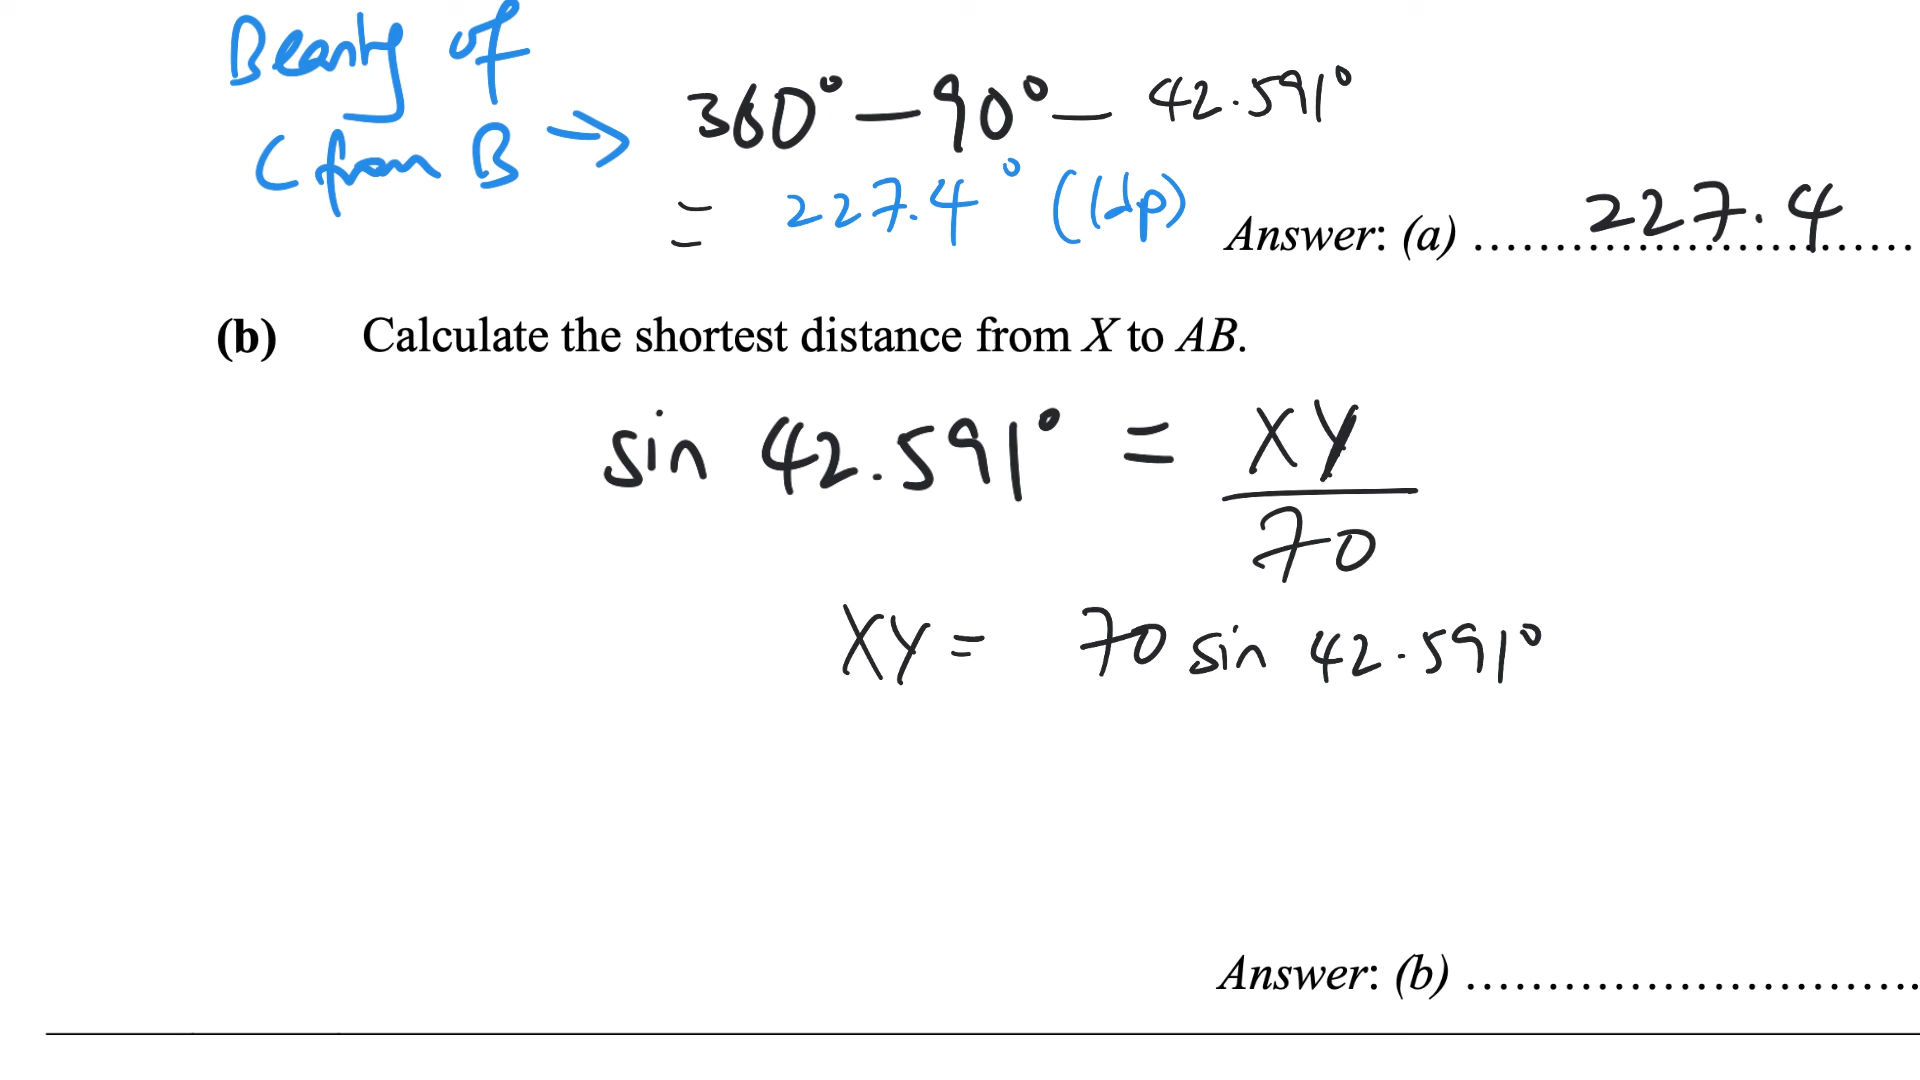 Bearing of
C from B → 360° – 90° – 42.591°
= 227.4° (1dp)
Answer: (a) ........................... 227.4
(b) Calculate the shortest distance from X to AB.
sin 42.591° = XY / 70
XY = 70 sin 42.591°
Answer: (b) ............................